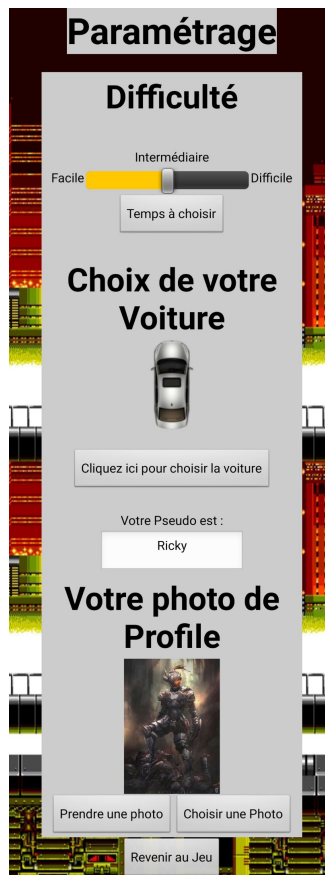 Paramétrage
Difficulté
Intermédiaire
Facile Difficile
Temps à choisir
Choix de votre
Voiture
Cliquez ici pour choisir la voiture
Votre Pseudo est :
Ricky
Votre photo de
Profile
Prendre une photo Choisir une Photo
Revenir au Jeu